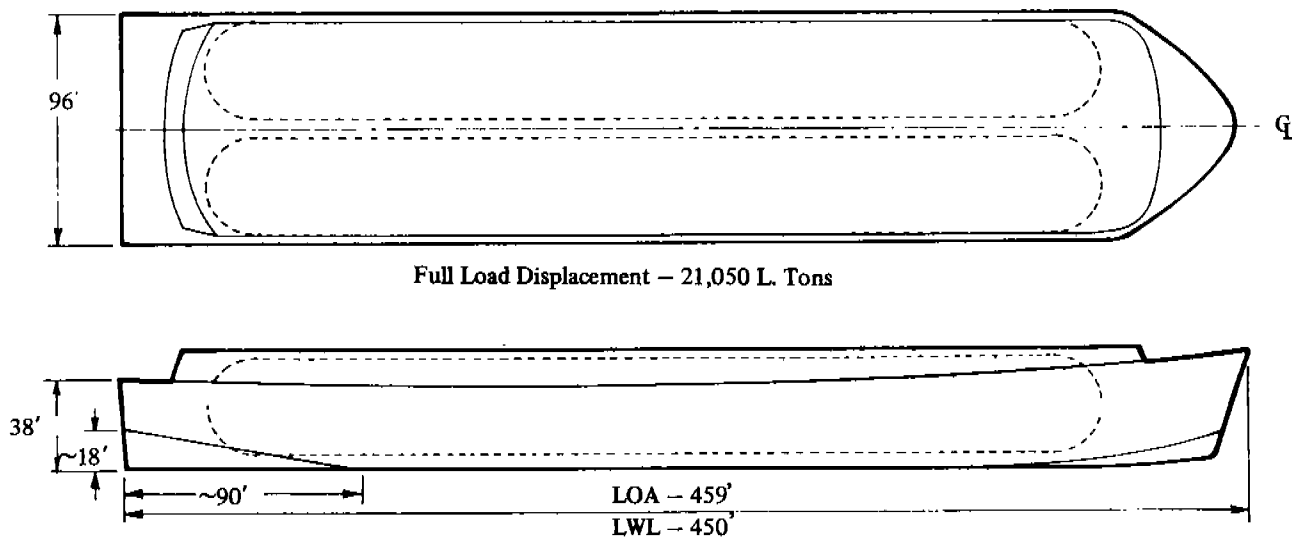 96'
℄
Full Load Displacement – 21,050 L. Tons
38'
~18'
~90'
LOA – 459'
LWL – 450'